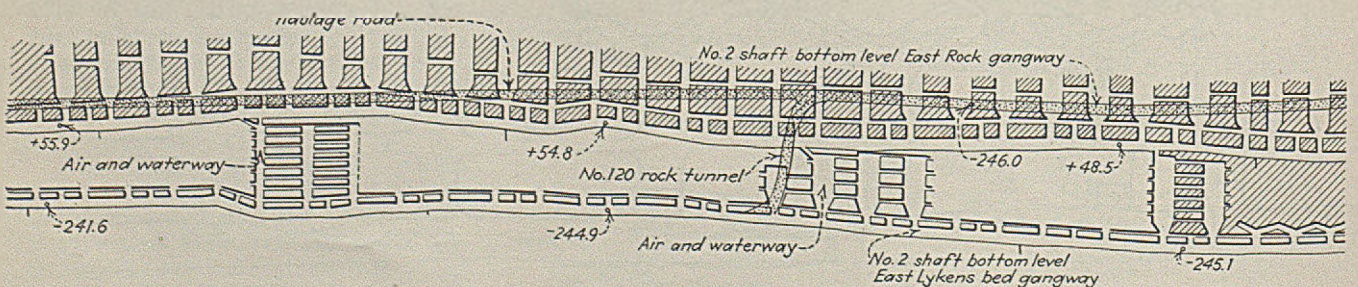 haulage road
No.2 shaft bottom level East Rock gangway
+55.9
Air and waterway
+54.8
No.120 rock tunnel
-246.0
+48.5
-241.6
-244.9
Air and waterway
No.2 shaft bottom level
East Lykens bed gangway
-245.1